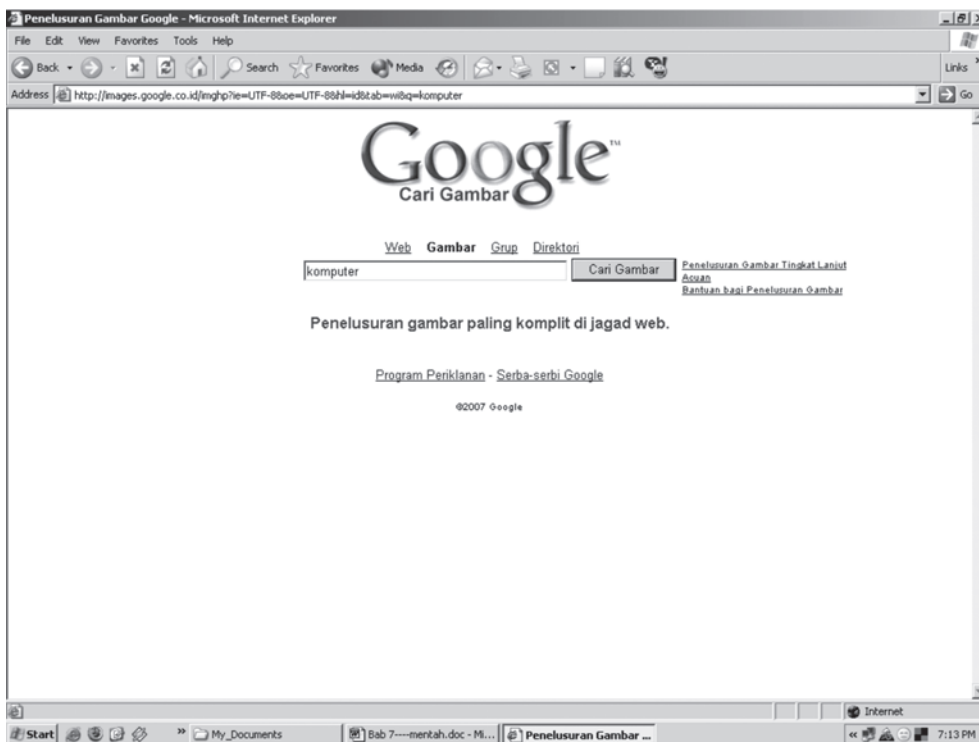 Penelusuran Gambar Google - Microsoft Internet Explorer
File Edit View Favorites Tools Help
Back Search Favorites Media Links
Address http://images.google.co.id/imghp?ie=UTF-8&oe=UTF-8&hl=id&tab=wi&q=komputer Go
Google™
Cari Gambar
Web Gambar Grup Direktori
komputer Cari Gambar Penelusuran Gambar Tingkat Lanjut
Acuan
Bantuan bagi Penelusuran Gambar
Penelusuran gambar paling komplit di jagad web.
Program Periklanan - Serba-serbi Google
©2007 Google
Internet
Start » My_Documents Bab 7----mentah.doc - Mi... Penelusuran Gambar ... « 7:13 PM